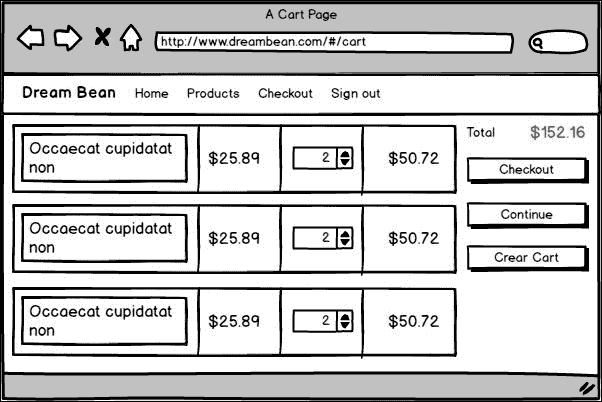 A Cart Page
http://www.dreambean.com/#/cart
Dream Bean Home Products Checkout Sign out
Occaecat cupidatat
non
$25.89
2
$50.72
Occaecat cupidatat
non
$25.89
2
$50.72
Occaecat cupidatat
non
$25.89
2
$50.72
Total $152.16
Checkout
Continue
Crear Cart